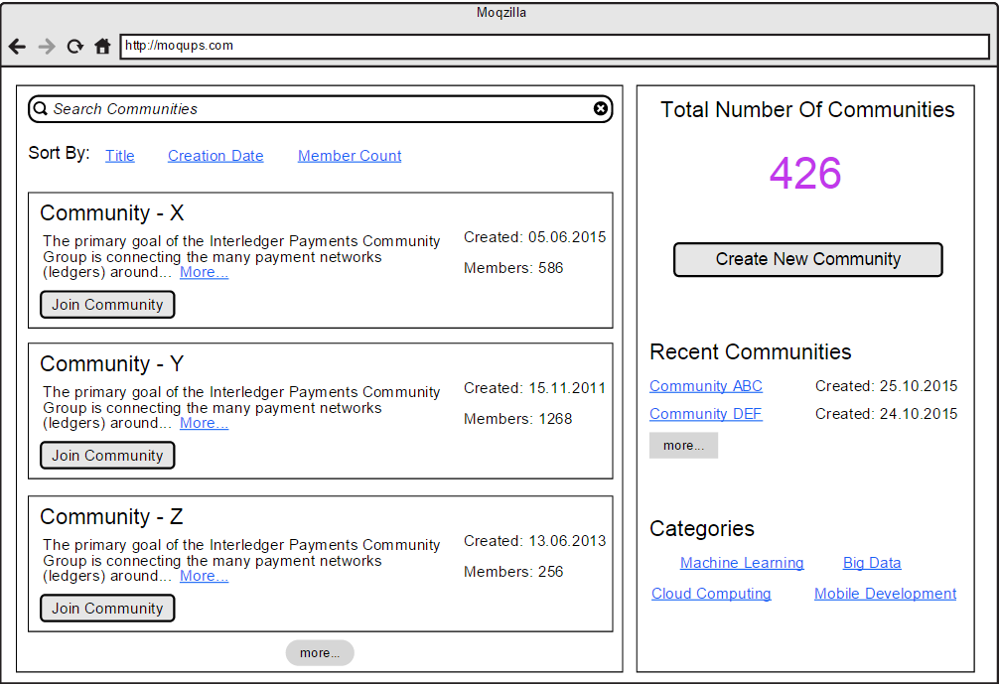 Moqzilla
http://moqups.com
Search Communities
Sort By: Title Creation Date Member Count
Community - X
The primary goal of the Interledger Payments Community
Group is connecting the many payment networks
(ledgers) around... More...
Created: 05.06.2015
Members: 586
Join Community
Community - Y
The primary goal of the Interledger Payments Community
Group is connecting the many payment networks
(ledgers) around... More...
Created: 15.11.2011
Members: 1268
Join Community
Community - Z
The primary goal of the Interledger Payments Community
Group is connecting the many payment networks
(ledgers) around... More...
Created: 13.06.2013
Members: 256
Join Community
more...
Total Number Of Communities
426
Create New Community
Recent Communities
Community ABC Created: 25.10.2015
Community DEF Created: 24.10.2015
more...
Categories
Machine Learning Big Data
Cloud Computing Mobile Development